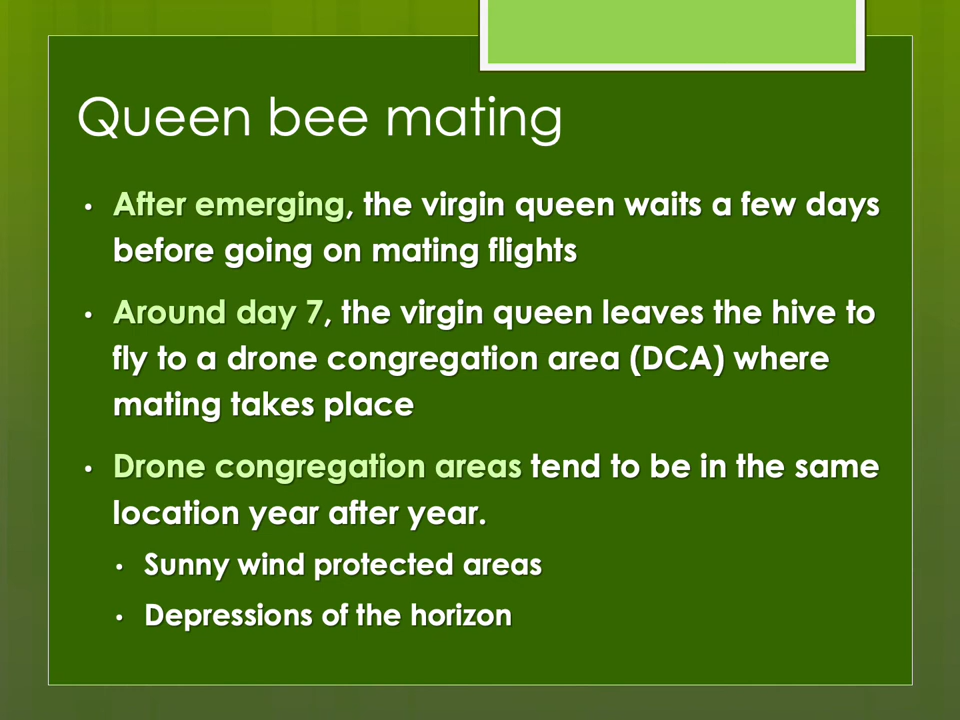 Queen bee mating
• After emerging, the virgin queen waits a few days
before going on mating flights
• Around day 7, the virgin queen leaves the hive to
fly to a drone congregation area (DCA) where
mating takes place
• Drone congregation areas tend to be in the same
location year after year.
• Sunny wind protected areas
• Depressions of the horizon